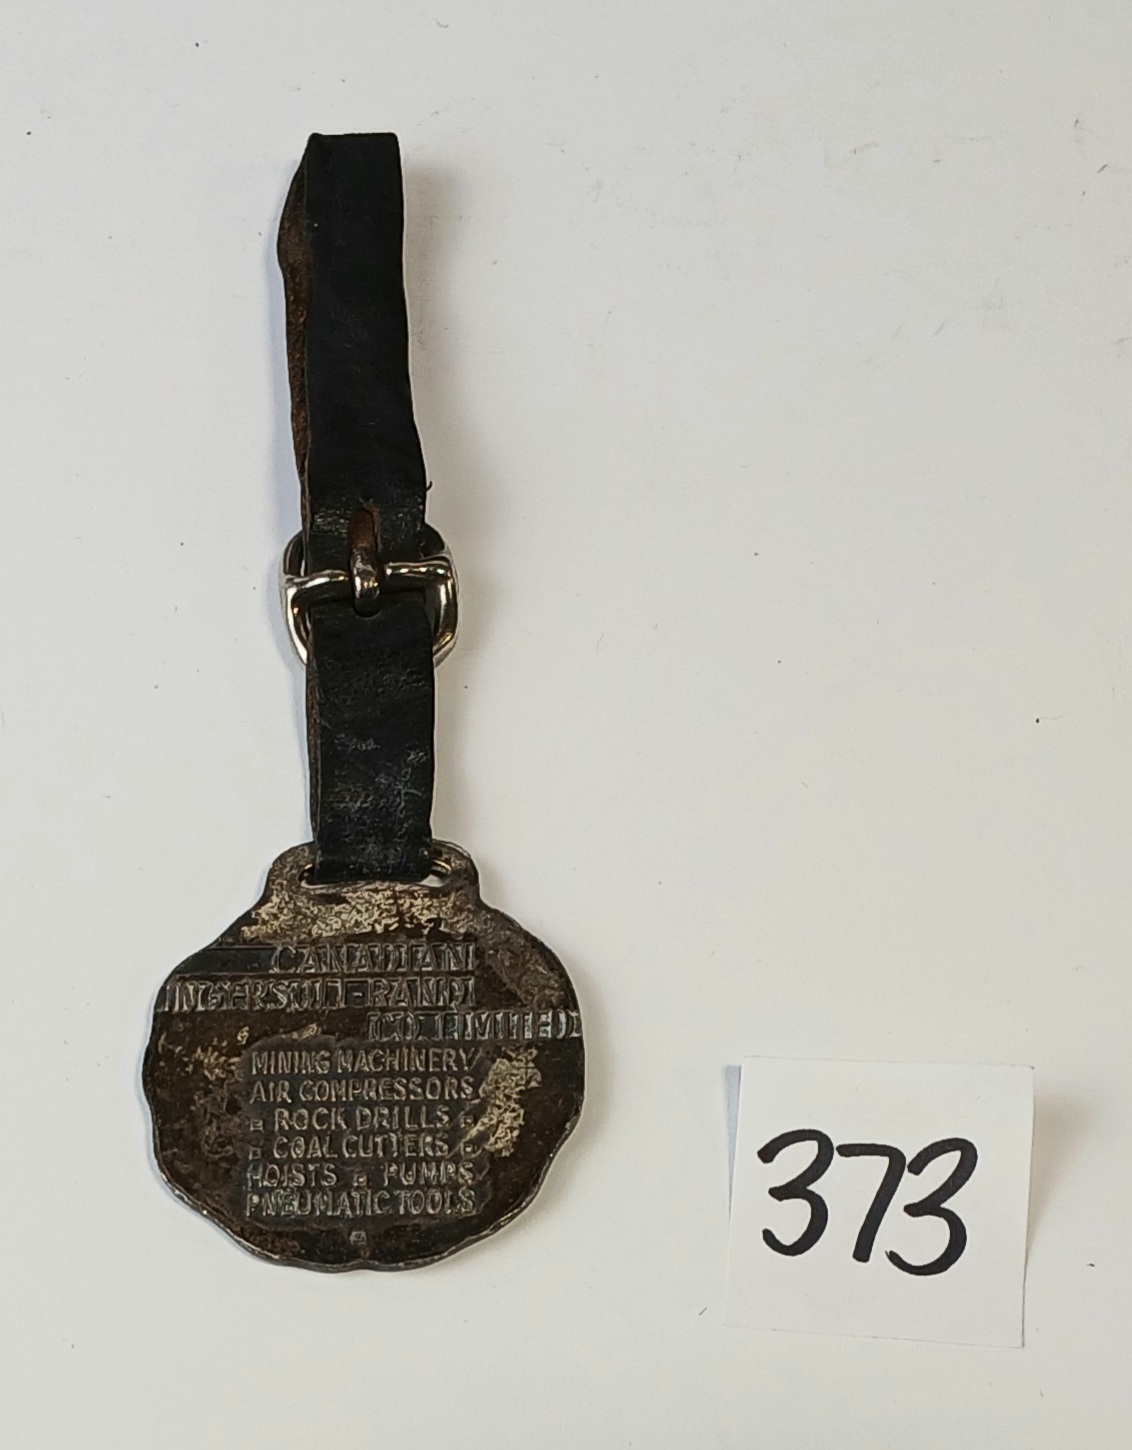 CANADIAN
INGERSOLL-RAND
CO. LIMITED
MINING MACHINERY
AIR COMPRESSORS
ROCK DRILLS
COAL CUTTERS
HOISTS PUMPS
PNEUMATIC TOOLS
373